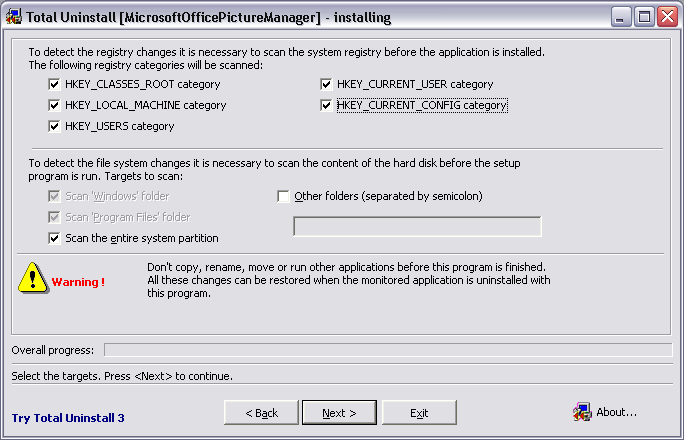 Total Uninstall [MicrosoftOfficePictureManager] - installing
To detect the registry changes it is necessary to scan the system registry before the application is installed.
The following registry categories will be scanned:
HKEY_CLASSES_ROOT category
HKEY_CURRENT_USER category
HKEY_LOCAL_MACHINE category
HKEY_CURRENT_CONFIG category
HKEY_USERS category
To detect the file system changes it is necessary to scan the content of the hard disk before the setup
program is run. Targets to scan:
Scan 'Windows' folder
Other folders (separated by semicolon)
Scan 'Program Files' folder
Scan the entire system partition
Warning !
Don't copy, rename, move or run other applications before this program is finished.
All these changes can be restored when the monitored application is uninstalled with
this program.
Overall progress:
Select the targets. Press <Next> to continue.
Try Total Uninstall 3
< Back
Next >
Exit
About...